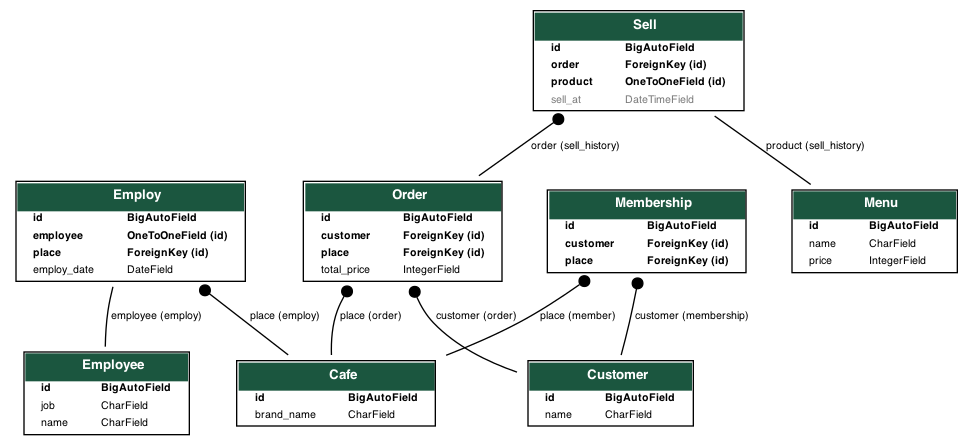 Sell
id BigAutoField
order ForeignKey (id)
product OneToOneField (id)
sell_at DateTimeField
order (sell_history)
product (sell_history)
Employ
id BigAutoField
employee OneToOneField (id)
place ForeignKey (id)
employ_date DateField
Order
id BigAutoField
customer ForeignKey (id)
place ForeignKey (id)
total_price IntegerField
Membership
id BigAutoField
customer ForeignKey (id)
place ForeignKey (id)
Menu
id BigAutoField
name CharField
price IntegerField
employee (employ)
place (employ)
place (order)
customer (order)
place (member)
customer (membership)
Employee
id BigAutoField
job CharField
name CharField
Cafe
id BigAutoField
brand_name CharField
Customer
id BigAutoField
name CharField